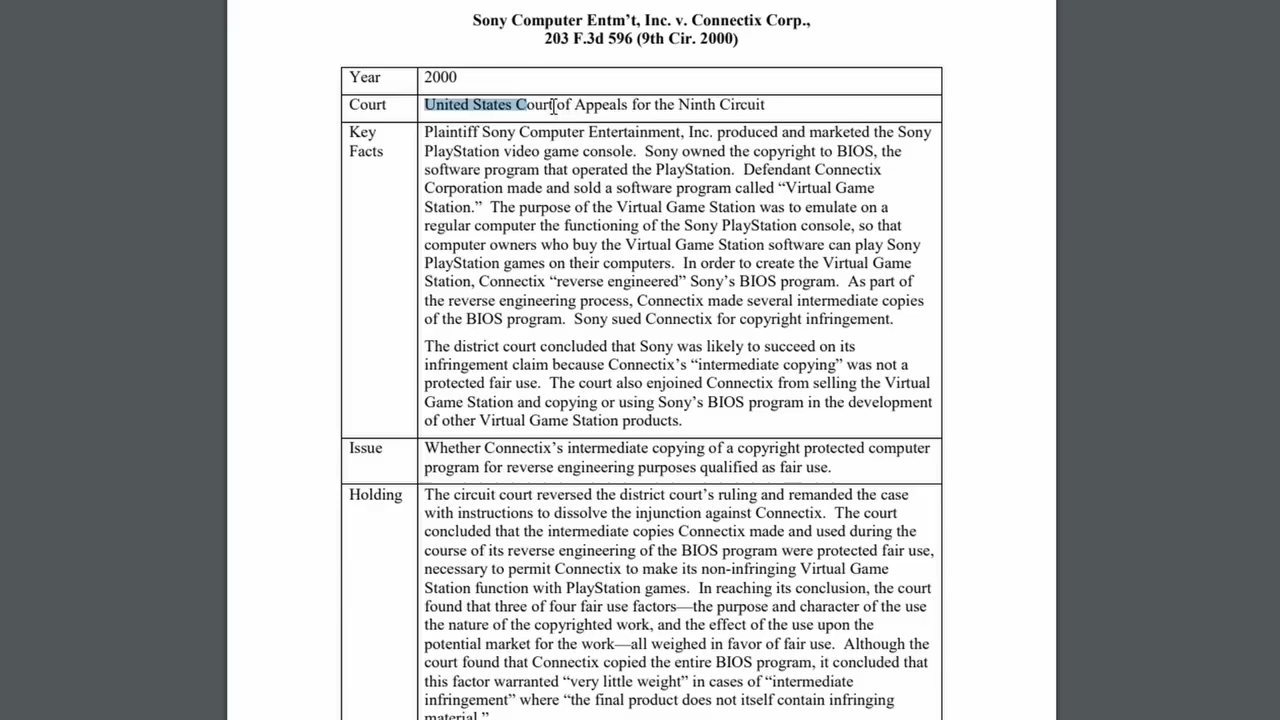 Sony Computer Entm’t, Inc. v. Connectix Corp.,
203 F.3d 596 (9th Cir. 2000)
Year 2000
Court United States Court of Appeals for the Ninth Circuit
Key Plaintiff Sony Computer Entertainment, Inc. produced and marketed the Sony
Facts PlayStation video game console.  Sony owned the copyright to BIOS, the
software program that operated the PlayStation.  Defendant Connectix
Corporation made and sold a software program called “Virtual Game
Station.”  The purpose of the Virtual Game Station was to emulate on a
regular computer the functioning of the Sony PlayStation console, so that
computer owners who buy the Virtual Game Station software can play Sony
PlayStation games on their computers.  In order to create the Virtual Game
Station, Connectix “reverse engineered” Sony’s BIOS program.  As part of
the reverse engineering process, Connectix made several intermediate copies
of the BIOS program.  Sony sued Connectix for copyright infringement.
The district court concluded that Sony was likely to succeed on its
infringement claim because Connectix’s “intermediate copying” was not a
protected fair use.  The court also enjoined Connectix from selling the Virtual
Game Station and copying or using Sony’s BIOS program in the development
of other Virtual Game Station products.
Issue Whether Connectix’s intermediate copying of a copyright protected computer
program for reverse engineering purposes qualified as fair use.
Holding The circuit court reversed the district court’s ruling and remanded the case
with instructions to dissolve the injunction against Connectix.  The court
concluded that the intermediate copies Connectix made and used during the
course of its reverse engineering of the BIOS program were protected fair use,
necessary to permit Connectix to make its non-infringing Virtual Game
Station function with PlayStation games.  In reaching its conclusion, the court
found that three of four fair use factors—the purpose and character of the use
the nature of the copyrighted work, and the effect of the use upon the
potential market for the work—all weighed in favor of fair use.  Although the
court found that Connectix copied the entire BIOS program, it concluded that
this factor warranted “very little weight” in cases of “intermediate
infringement” where “the final product does not itself contain infringing
material.”